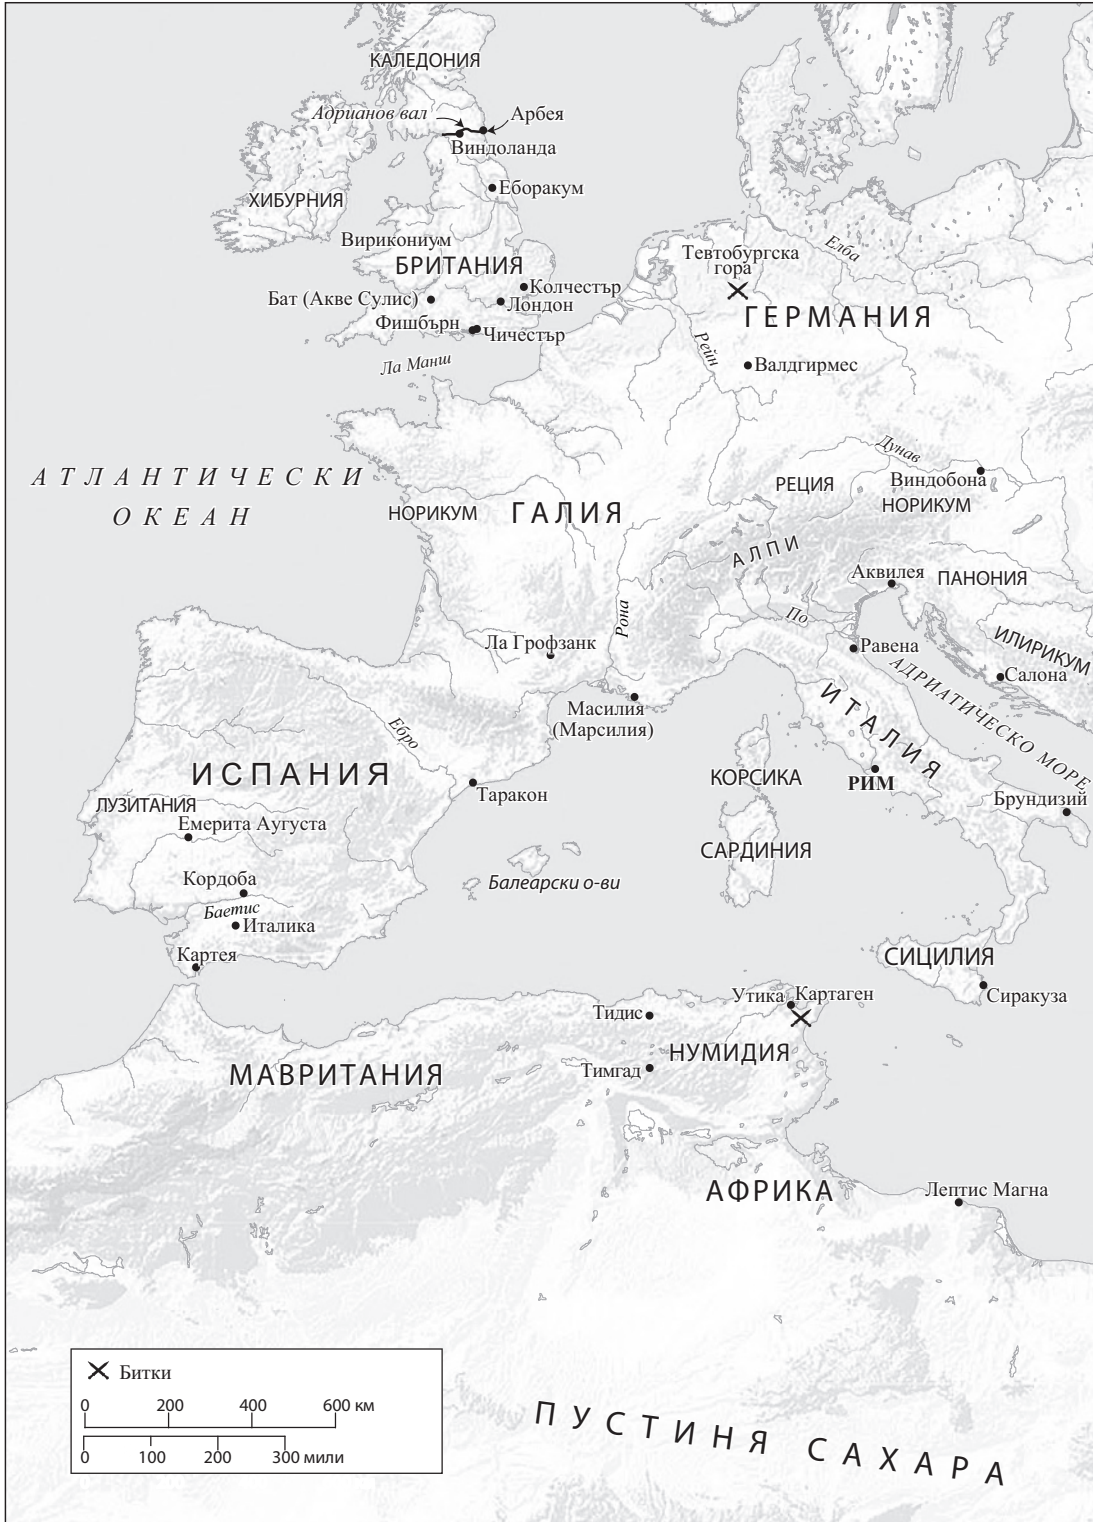 КАЛЕДОНИЯ
Адрианов вал
Арбея
Виндоланда
Еборакум
ХИБУРНИЯ
Вирикониум
БРИТАНИЯ
Колчестър
Бат (Акве Сулис)
Лондон
Фишбърн
Чичестър
Ла Манш
Тевтобургска
гора
Елба
ГЕРМАНИЯ
Рейн
Валдгирмес
АТЛАНТИЧЕСКИ
ОКЕАН
Дунав
Виндобона
РЕЦИЯ
НОРИКУМ
НОРИКУМ
ГАЛИЯ
АЛПИ
Аквилея
ПАНОНИЯ
Рона
По
ИЛИРИКУМ
Ла Грофзанк
Равена
Салона
АДРИАТИЧЕСКО МОРЕ
Масилия
(Марсилия)
ИТАЛИЯ
Ебро
ИСПАНИЯ
КОРСИКА
РИМ
Таракон
ЛУЗИТАНИЯ
Брундизий
Емерита Аугуста
САРДИНИЯ
Кордоба
Балеарски о-ви
Баетис
Италика
Картея
СИЦИЛИЯ
Сиракуза
Утика
Картаген
Тидис
НУМИДИЯ
Тимгад
МАВРИТАНИЯ
АФРИКА
Лептис Магна
Битки
0 200 400 600 км
0 100 200 300 мили
ПУСТИНЯ САХАРА